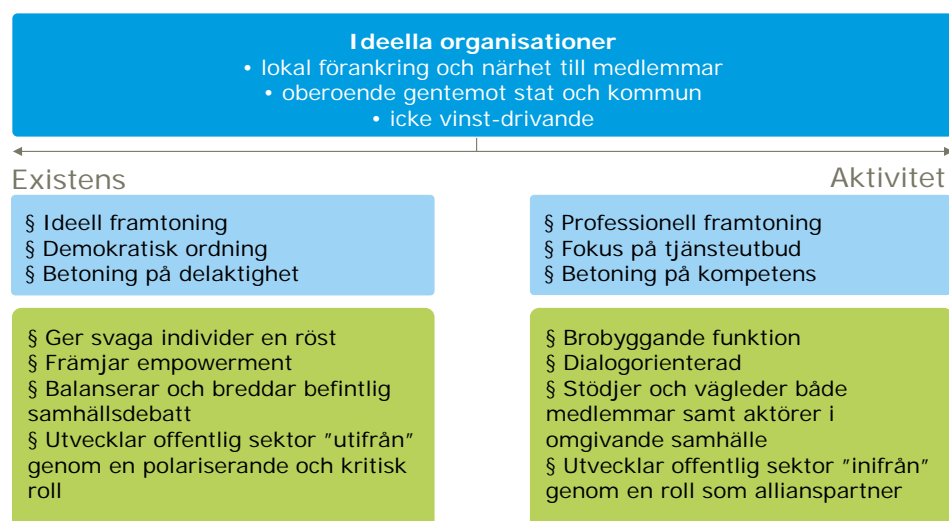 Ideella organisationer
• lokal förankring och närhet till medlemmar
• oberoende gentemot stat och kommun
• icke vinst-drivande
Existens
Aktivitet
§ Ideell framtoning
§ Demokratisk ordning
§ Betoning på delaktighet
§ Professionell framtoning
§ Fokus på tjänsteutbud
§ Betoning på kompetens
§ Ger svaga individer en röst
§ Främjar empowerment
§ Balanserar och breddar befintlig
samhällsdebatt
§ Utvecklar offentlig sektor ”utifrån”
genom en polariserande och kritisk
roll
§ Brobyggande funktion
§ Dialogorienterad
§ Stödjer och vägleder både
medlemmar samt aktörer i
omgivande samhälle
§ Utvecklar offentlig sektor ”inifrån”
genom en roll som allianspartner